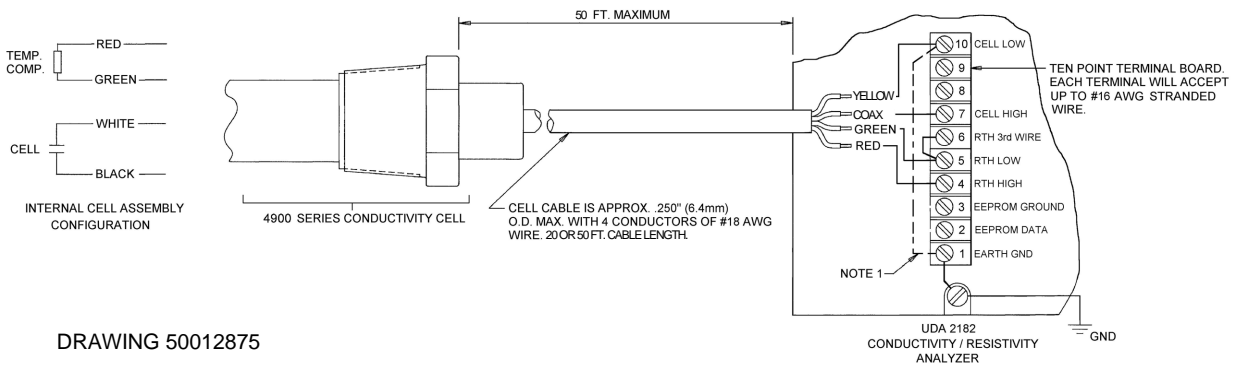 50 FT. MAXIMUM
TEMP.
COMP.
RED
GREEN
WHITE
CELL
BLACK
INTERNAL CELL ASSEMBLY
CONFIGURATION
4900 SERIES CONDUCTIVITY CELL
CELL CABLE IS APPROX. .250" (6.4mm)
O.D. MAX. WITH 4 CONDUCTORS OF #18 AWG
WIRE. 20 OR 50 FT. CABLE LENGTH.
YELLOW
COAX
GREEN
RED
10 CELL LOW
9
8
7 CELL HIGH
6 RTH 3rd WIRE
5 RTH LOW
4 RTH HIGH
3 EEPROM GROUND
2 EEPROM DATA
1 EARTH GND
TEN POINT TERMINAL BOARD.
EACH TERMINAL WILL ACCEPT
UP TO #16 AWG STRANDED
WIRE.
NOTE 1
GND
UDA 2182
CONDUCTIVITY / RESISTIVITY
ANALYZER
DRAWING 50012875